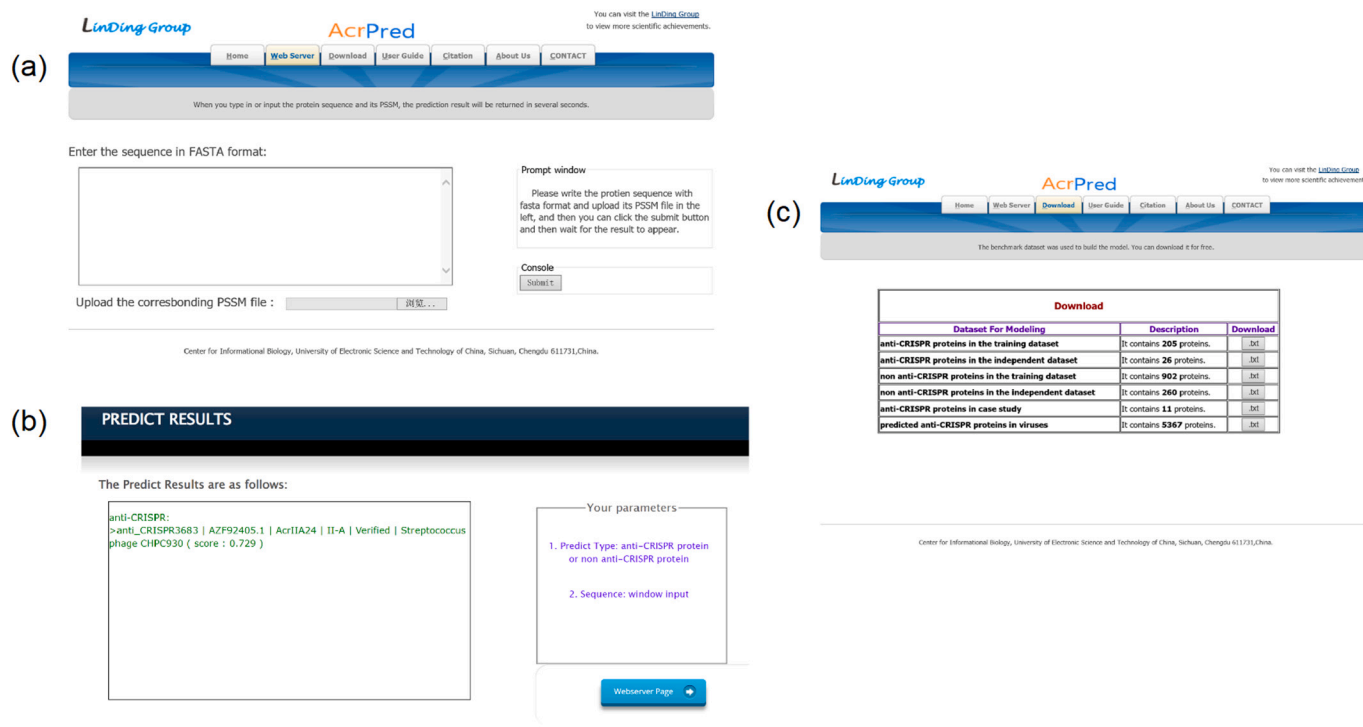 (a)
LinDing Group
AcrPred
You can visit the LinDing Group
to view more scientific achievements.
Home Web Server Download User Guide Citation About Us CONTACT
When you type in or input the protein sequence and its PSSM, the prediction result will be returned in several seconds.
Enter the sequence in FASTA format:
Prompt window
Please write the protien sequence with
fasta format and upload its PSSM file in the
left, and then you can click the submit button
and then wait for the result to appear.
Console
Submit
Upload the corresbonding PSSM file : 浏览...
Center for Informational Biology, University of Electronic Science and Technology of China, Sichuan, Chengdu 611731,China.
(b)
PREDICT RESULTS
The Predict Results are as follows:
anti-CRISPR:
>anti_CRISPR3683 | AZF92405.1 | AcrIIA24 | II-A | Verified | Streptococcus
phage CHPC930 ( score : 0.729 )
Your parameters
1. Predict Type: anti-CRISPR protein
or non anti-CRISPR protein
2. Sequence: window input
Webserver Page
(c)
LinDing Group
AcrPred
You can visit the LinDing Group
to view more scientific achievement
Home Web Server Download User Guide Citation About Us CONTACT
The benchmark dataset was used to build the model. You can download it for free.
Download
Dataset For Modeling Description Download
anti-CRISPR proteins in the training dataset It contains 205 proteins. .txt
anti-CRISPR proteins in the independent dataset It contains 26 proteins. .txt
non anti-CRISPR proteins in the training dataset It contains 902 proteins. .txt
non anti-CRISPR proteins in the independent dataset It contains 260 proteins. .txt
anti-CRISPR proteins in case study It contains 11 proteins. .txt
predicted anti-CRISPR proteins in viruses It contains 5367 proteins. .txt
Center for Informational Biology, University of Electronic Science and Technology of China, Sichuan, Chengdu 611731,China.